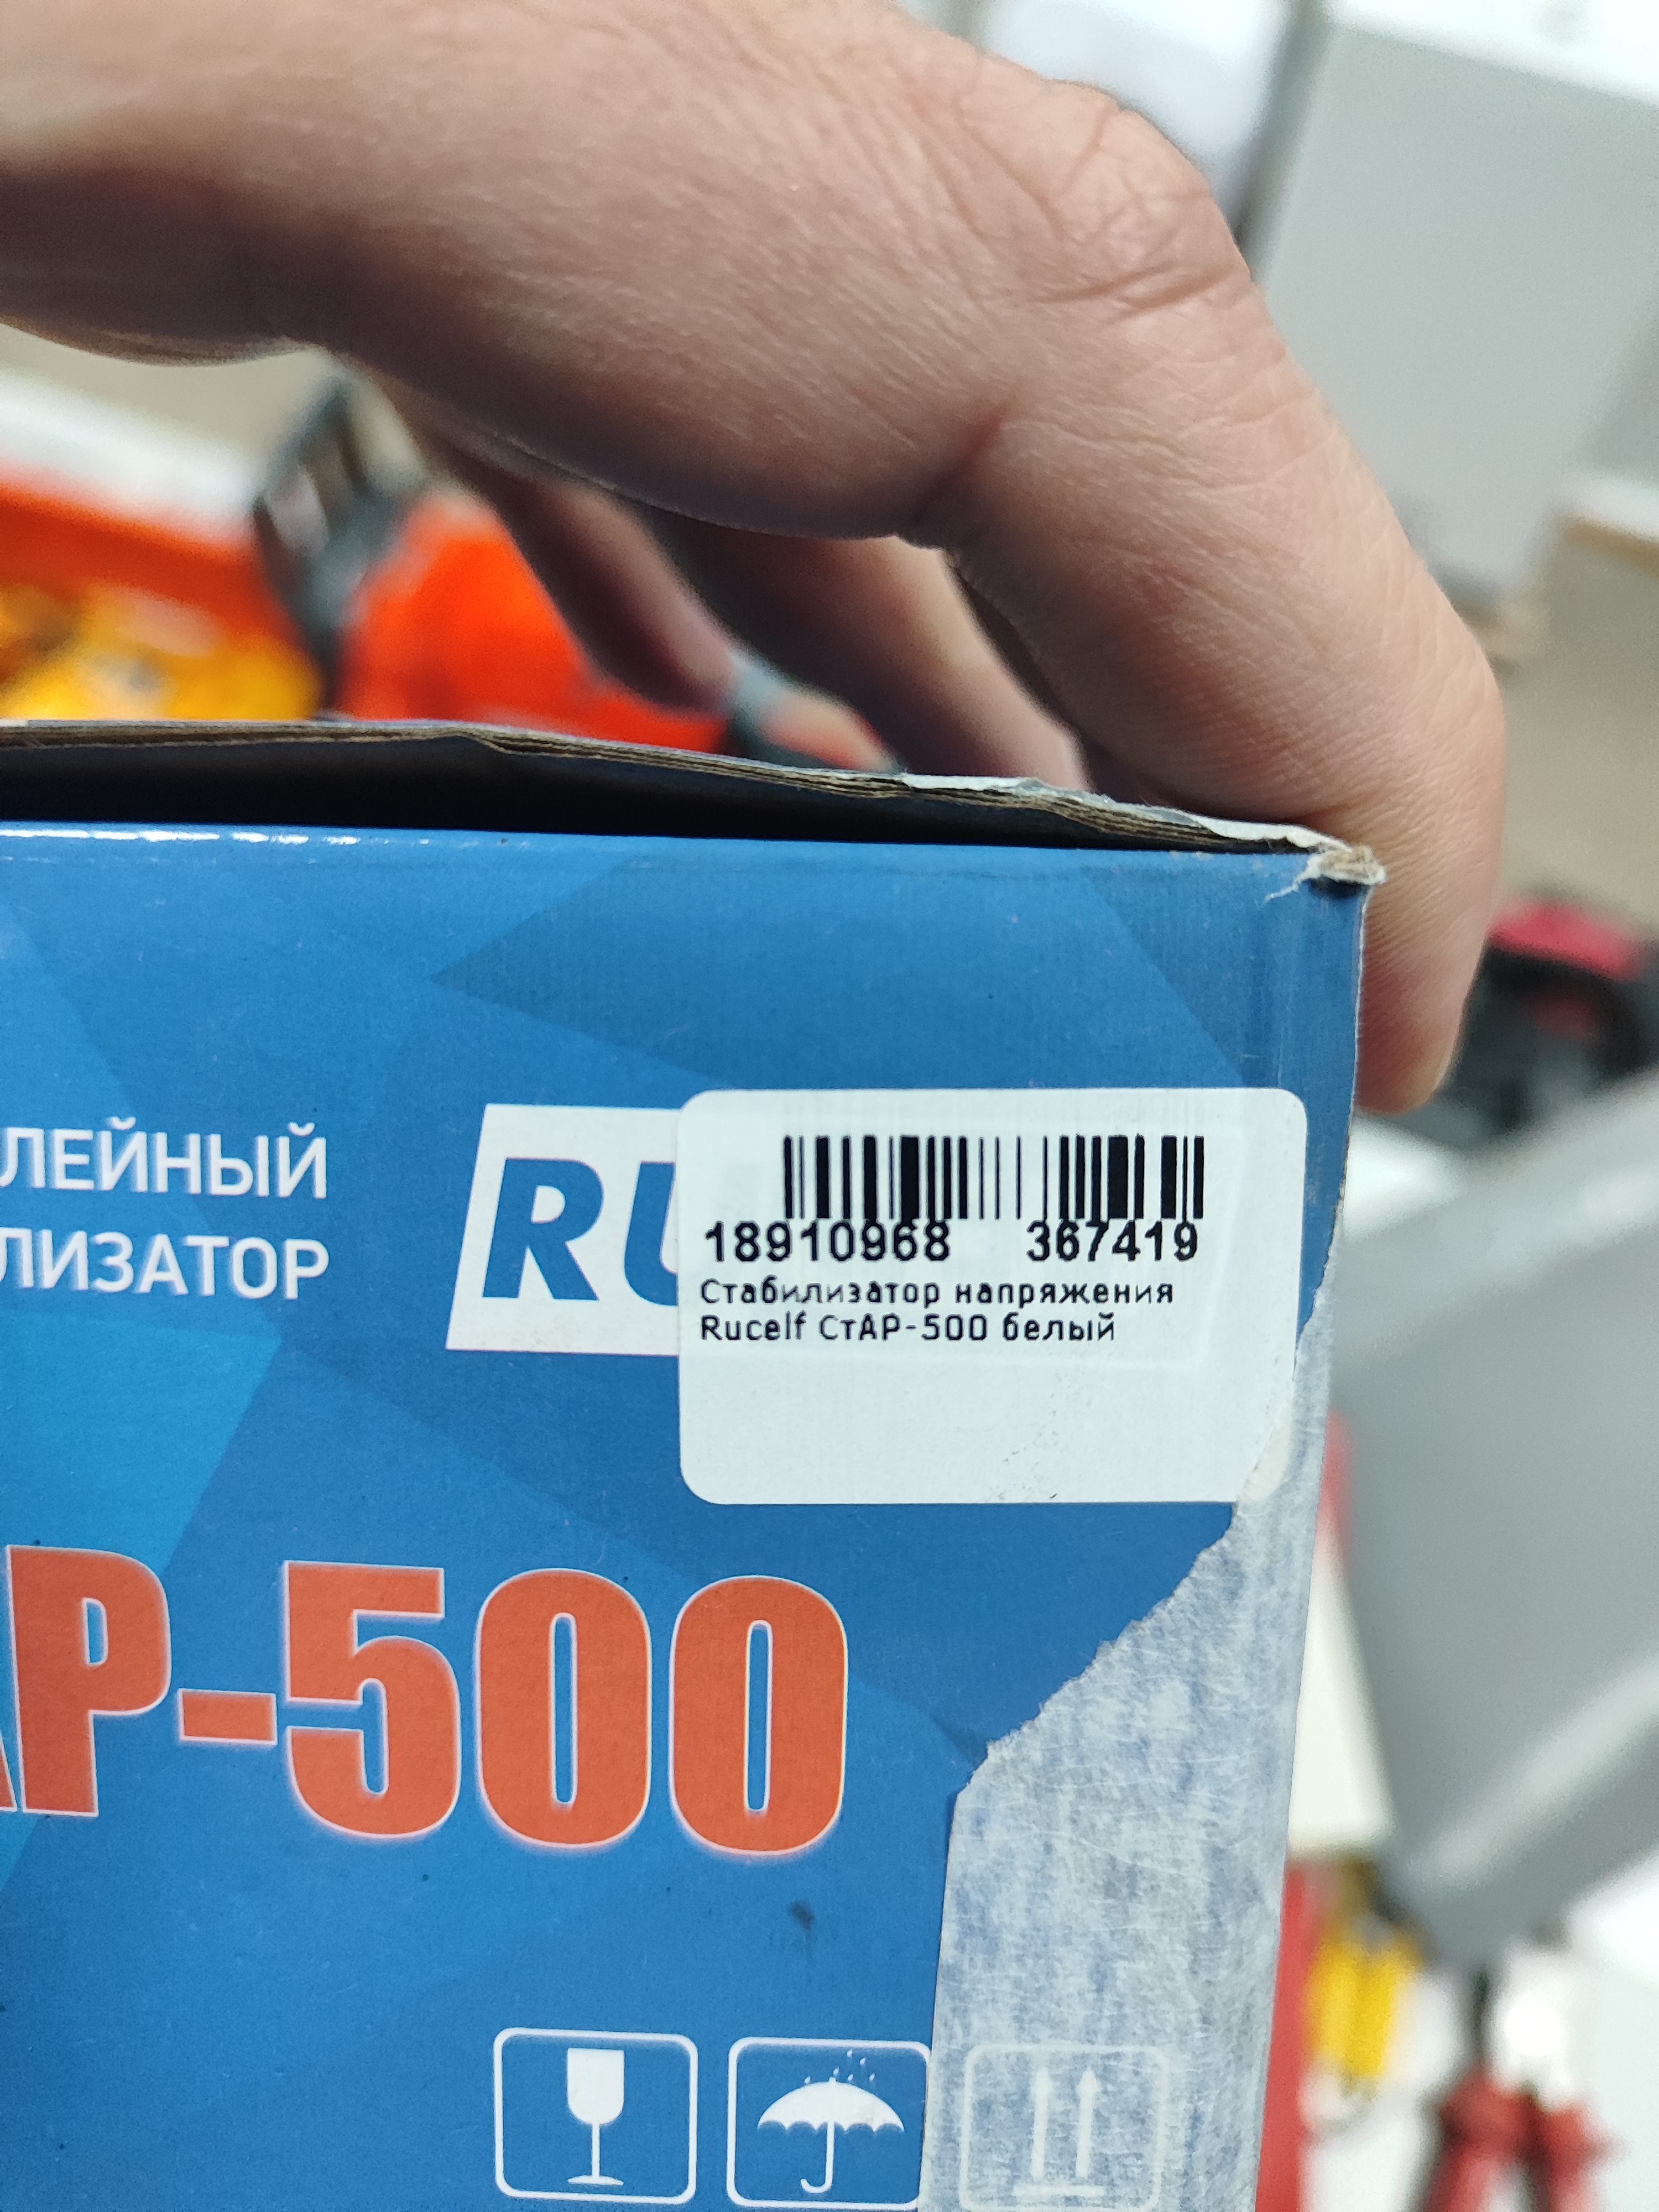 ЛЕЙНЫЙ
ЛИЗАТОР
RU
18910968 367419
Стабилизатор напряжения
Rucelf СтАР-500 белый
АР-500